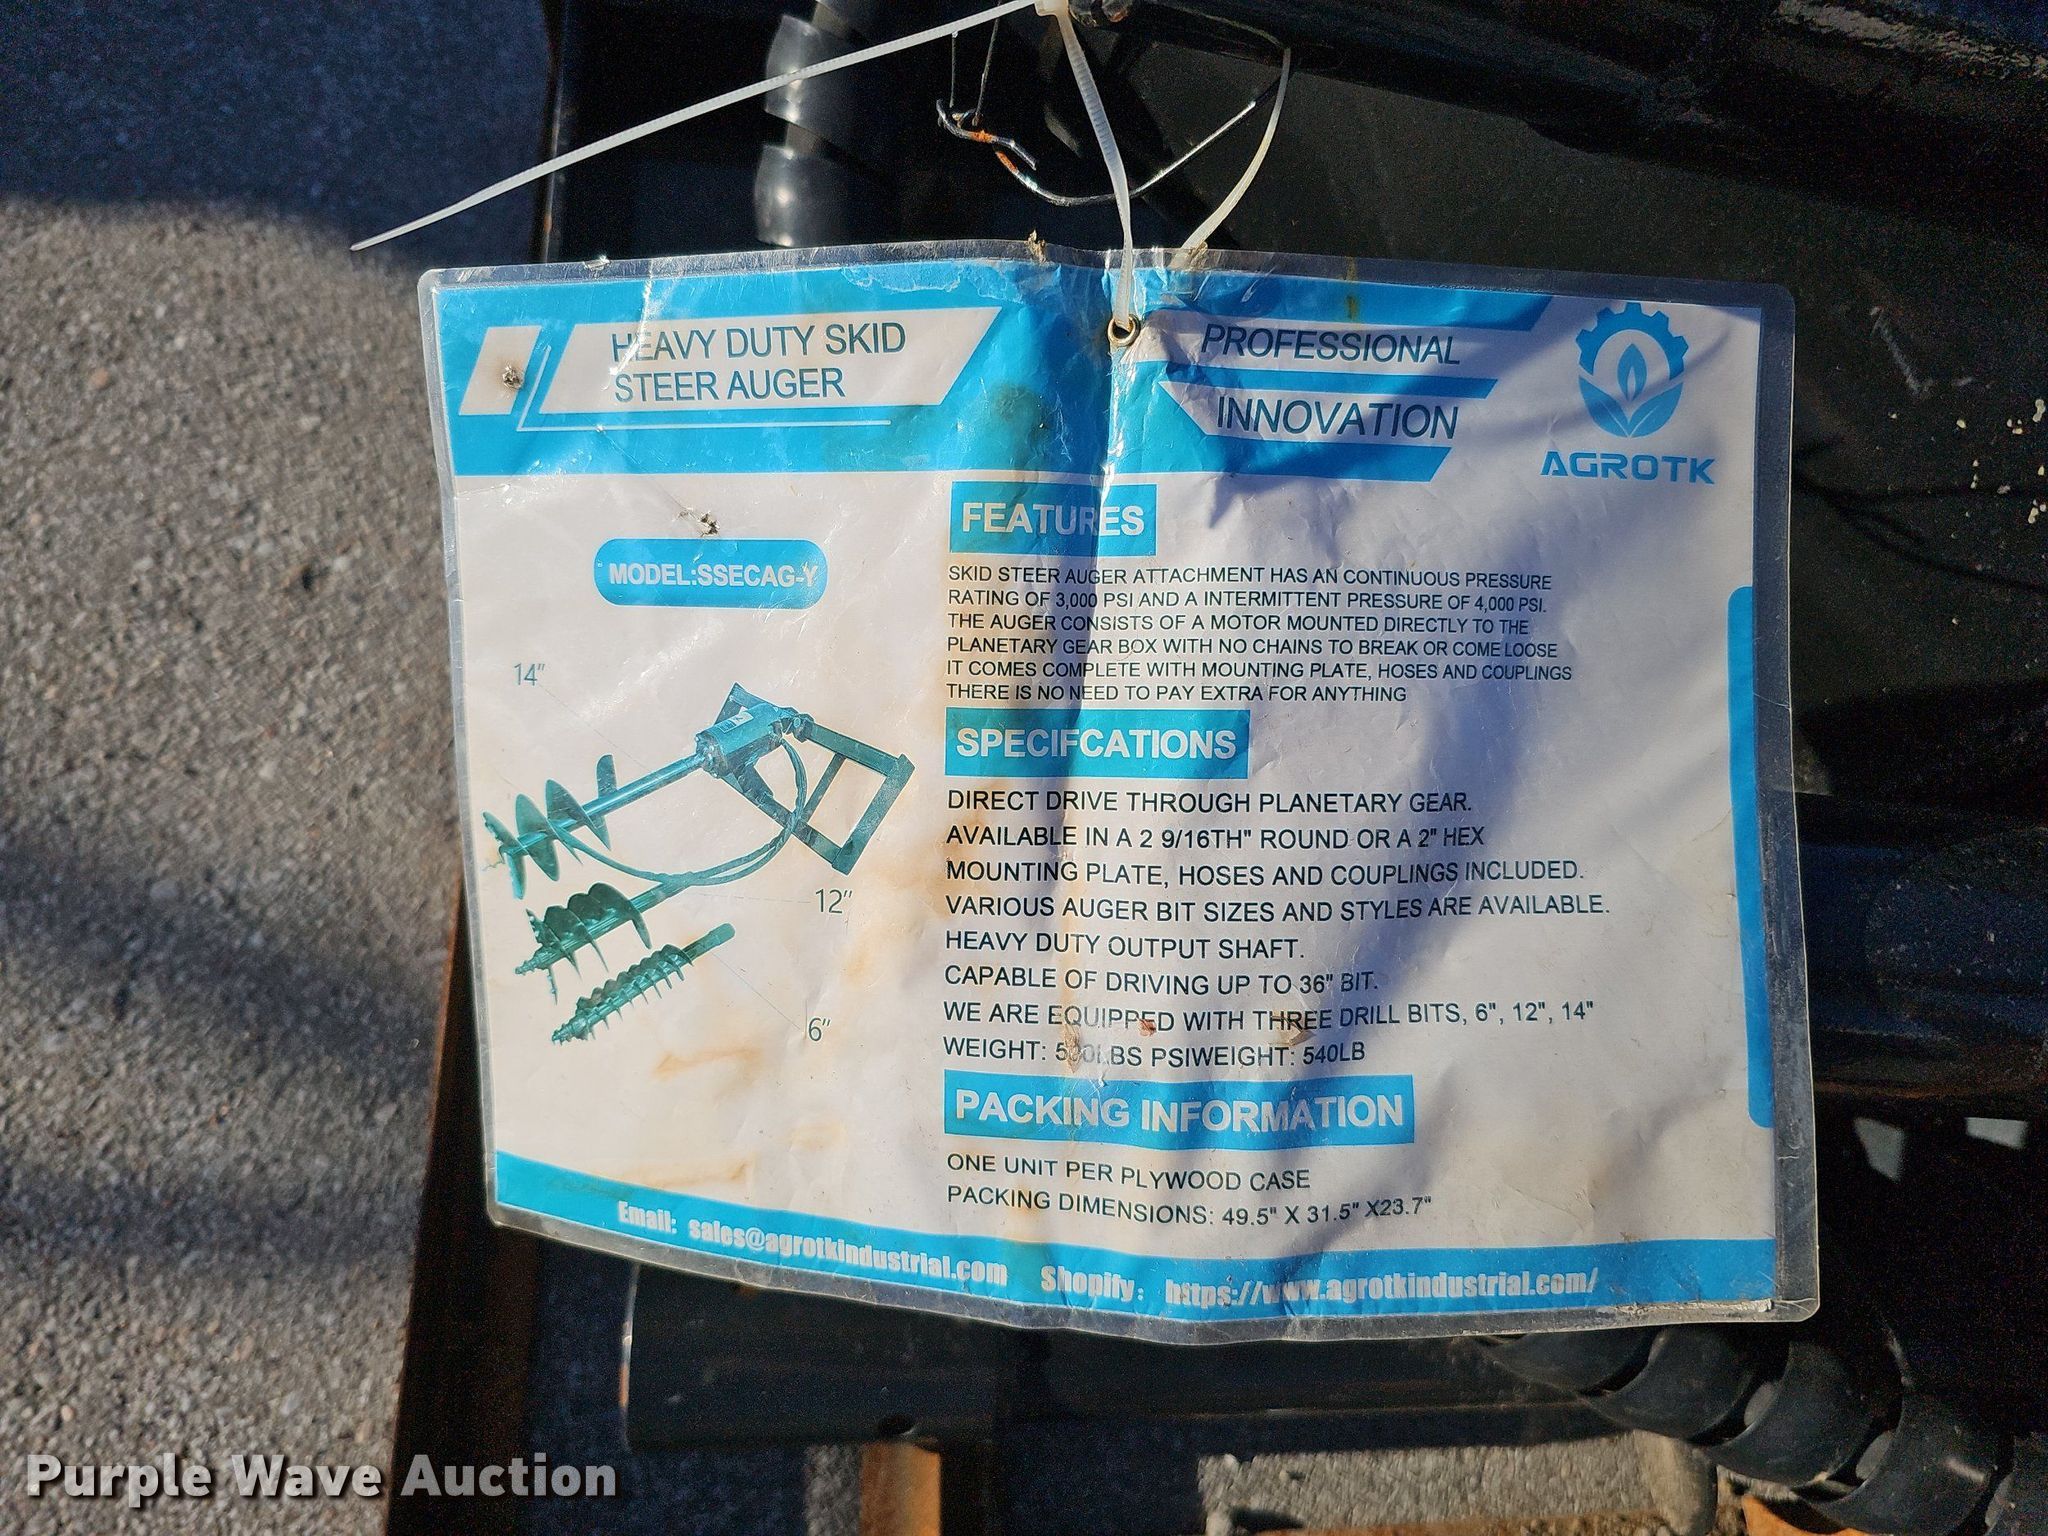 HEAVY DUTY SKID
STEER AUGER
PROFESSIONAL
INNOVATION
AGROTK
MODEL:SSECAG-Y
14"
12"
6"
FEATURES
SKID STEER AUGER ATTACHMENT HAS AN CONTINUOUS PRESSURE
RATING OF 3,000 PSI AND A INTERMITTENT PRESSURE OF 4,000 PSI.
THE AUGER CONSISTS OF A MOTOR MOUNTED DIRECTLY TO THE
PLANETARY GEAR BOX WITH NO CHAINS TO BREAK OR COME LOOSE
IT COMES COMPLETE WITH MOUNTING PLATE, HOSES AND COUPLINGS
THERE IS NO NEED TO PAY EXTRA FOR ANYTHING
SPECIFCATIONS
DIRECT DRIVE THROUGH PLANETARY GEAR.
AVAILABLE IN A 2 9/16TH" ROUND OR A 2" HEX
MOUNTING PLATE, HOSES AND COUPLINGS INCLUDED.
VARIOUS AUGER BIT SIZES AND STYLES ARE AVAILABLE.
HEAVY DUTY OUTPUT SHAFT.
CAPABLE OF DRIVING UP TO 36" BIT.
WE ARE EQUIPPED WITH THREE DRILL BITS, 6", 12", 14"
WEIGHT: PSIWEIGHT: 540LB
PACKING INFORMATION
ONE UNIT PER PLYWOOD CASE
PACKING DIMENSIONS: 49.5" X 31.5" X23.7"
Email: sales@agrotkindustrial.com Shopify: https://www.agrotkindustrial.com/
Purple Wave Auction